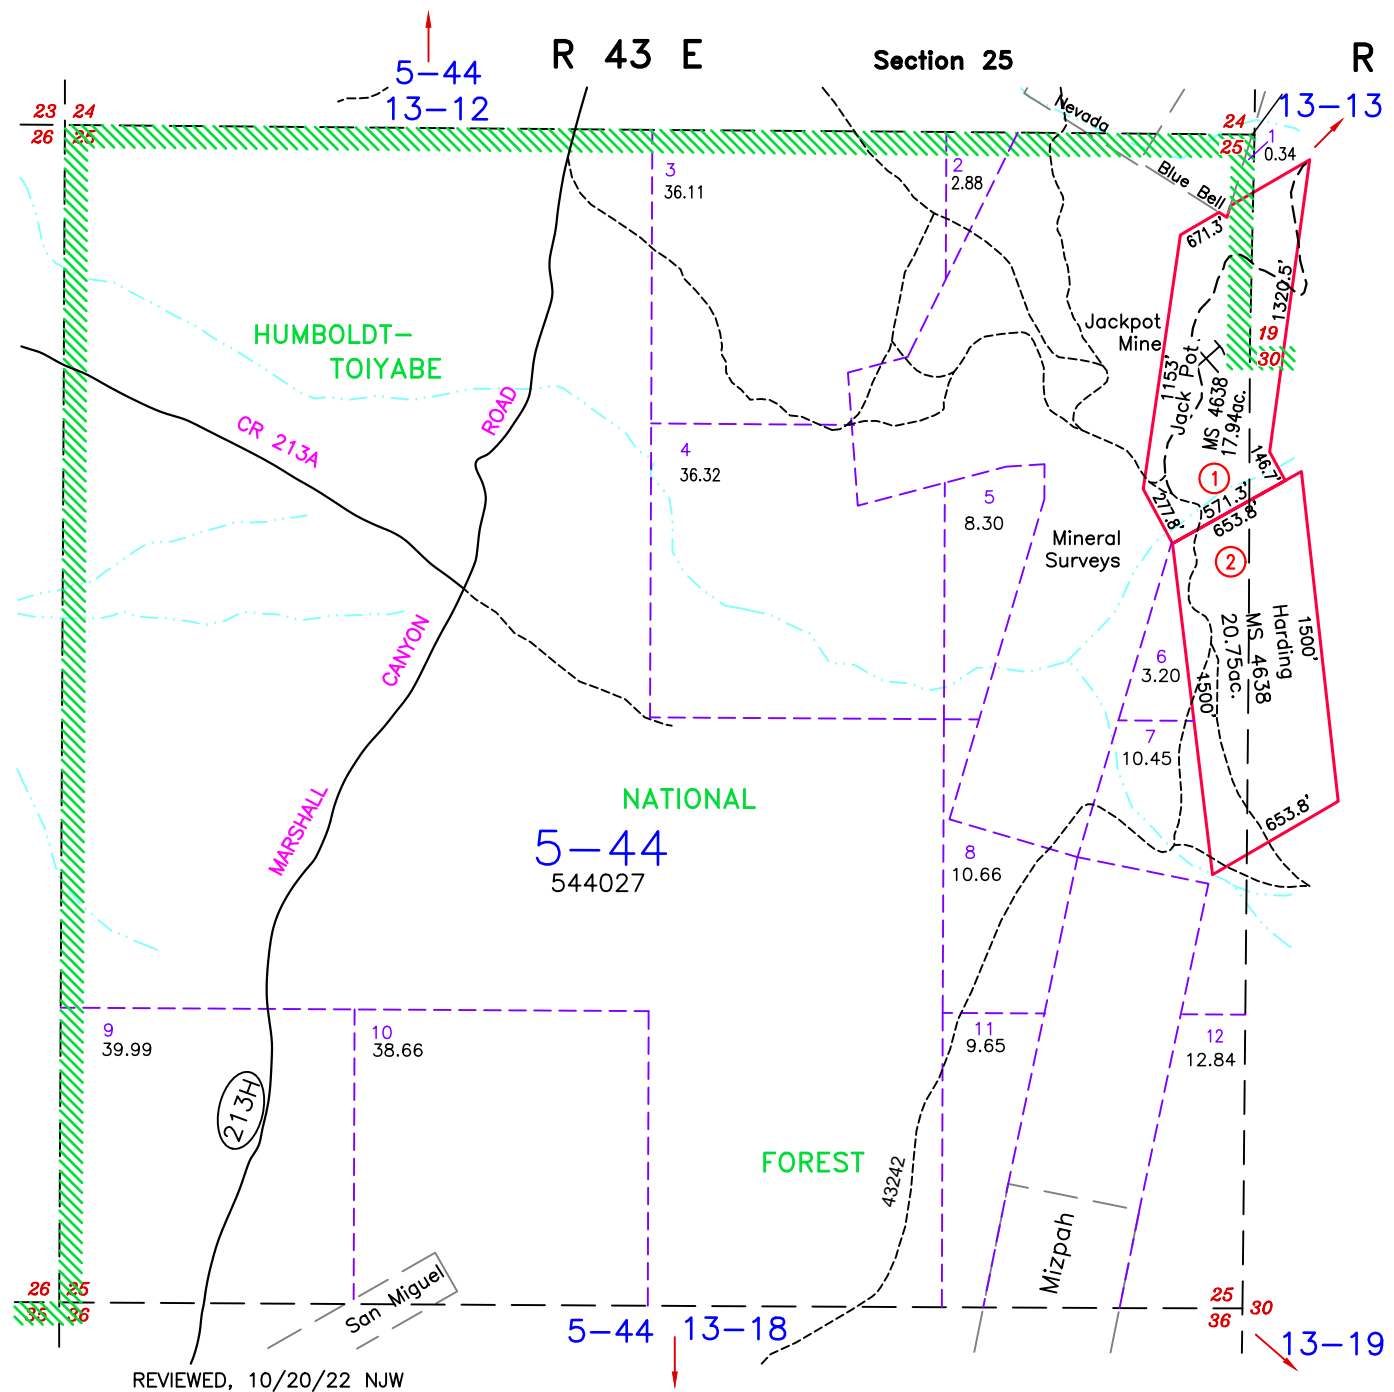 R 43 E
Section 25
R
5-44
13-12
13-13
23 24
26 25
24
25
1
0.34
Nevada
Blue Bell
3
36.11
2
2.88
671.3'
1320.5'
HUMBOLDT-
TOIYABE
Jackpot
Mine
19
30
1153'
Jack Pot
MS 4638
17.94ac.
ROAD
CR 213A
4
36.32
146.7'
1
5
8.30
277.8'
571.3'
653.8'
Mineral
Surveys
2
CANYON
Harding
MS 4638
20.75ac.
1500'
1500'
6
3.20
7
10.45
NATIONAL
5-44
544027
MARSHALL
653.8'
8
10.66
9
39.99
10
38.66
11
9.65
12
12.84
213H
FOREST
43242
Mizpah
San Miguel
26 25
35 36
25 30
36
5-44 13-18
13-19
REVIEWED, 10/20/22 NJW